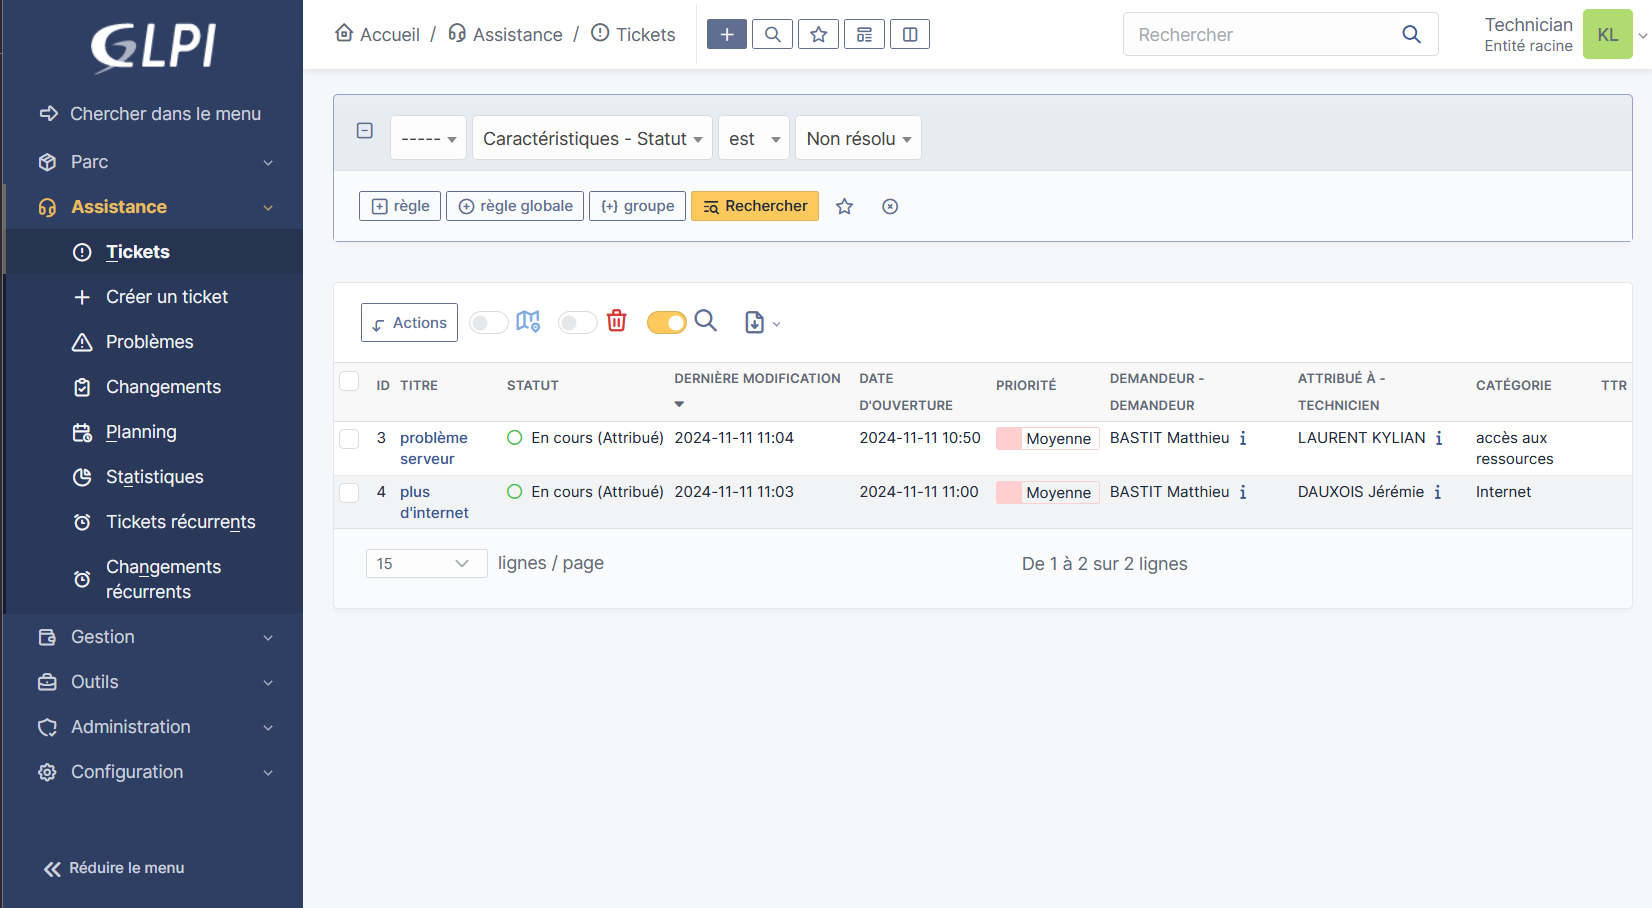 GLPI
Chercher dans le menu
Parc
Assistance
Tickets
Créer un ticket
Problèmes
Changements
Planning
Statistiques
Tickets récurrents
Changements
récurrents
Gestion
Outils
Administration
Configuration
Réduire le menu
Accueil / Assistance / Tickets
Rechercher
Technician
Entité racine
KL
----- Caractéristiques - Statut est Non résolu
règle règle globale {+} groupe Rechercher
Actions
ID TITRE STATUT DERNIÈRE MODIFICATION DATE D'OUVERTURE PRIORITÉ DEMANDEUR - DEMANDEUR ATTRIBUÉ À - TECHNICIEN CATÉGORIE TTR
3 problème serveur En cours (Attribué) 2024-11-11 11:04 2024-11-11 10:50 Moyenne BASTIT Matthieu i LAURENT KYLIAN i accès aux ressources
4 plus d'internet En cours (Attribué) 2024-11-11 11:03 2024-11-11 11:00 Moyenne BASTIT Matthieu i DAUXOIS Jérémie i Internet
15 lignes / page De 1 à 2 sur 2 lignes